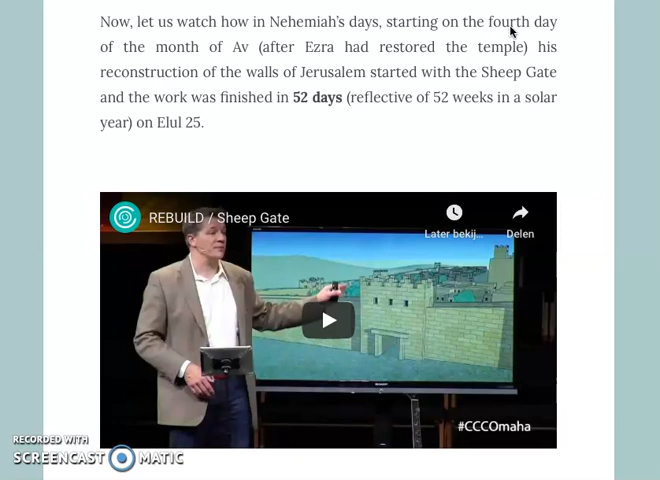 Now, let us watch how in Nehemiah’s days, starting on the fourth day
of the month of Av (after Ezra had restored the temple) his
reconstruction of the walls of Jerusalem started with the Sheep Gate
and the work was finished in 52 days (reflective of 52 weeks in a solar
year) on Elul 25.
REBUILD / Sheep Gate
Later bekij...
Delen
#CCCOmaha
RECORDED WITH
SCREENCAST MATIC